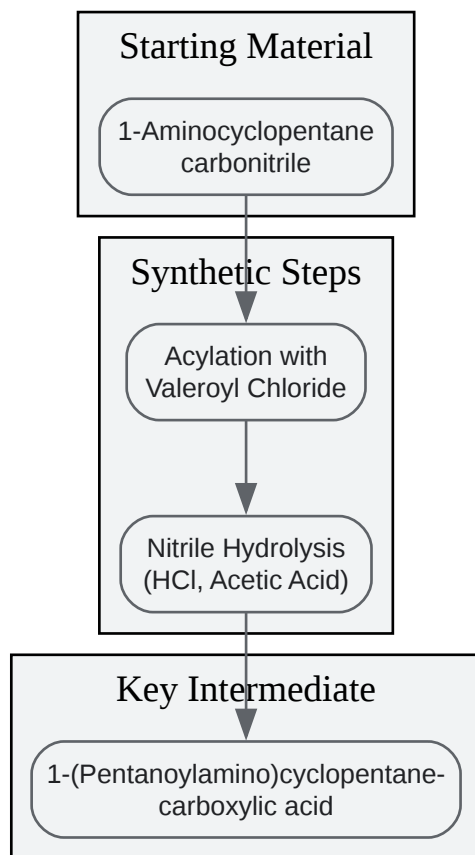 Starting Material
1-Aminocyclopentane
carbonitrile
Synthetic Steps
Acylation with
Valeroyl Chloride
Nitrile Hydrolysis
(HCl, Acetic Acid)
Key Intermediate
1-(Pentanoylamino)cyclopentane-
carboxylic acid